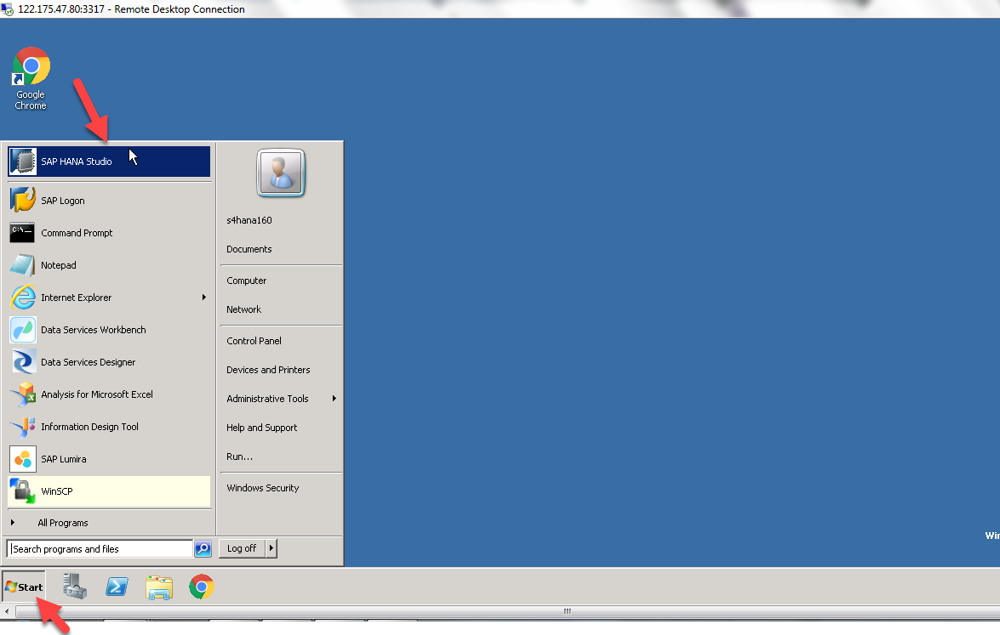 122.175.47.80:3317 - Remote Desktop Connection
Google
Chrome
SAP HANA Studio
SAP Logon
Command Prompt
Notepad
Internet Explorer
Data Services Workbench
Data Services Designer
Analysis for Microsoft Excel
Information Design Tool
SAP Lumira
WinSCP
All Programs
Search programs and files
s4hana160
Documents
Computer
Network
Control Panel
Devices and Printers
Administrative Tools
Help and Support
Run...
Windows Security
Log off
Start